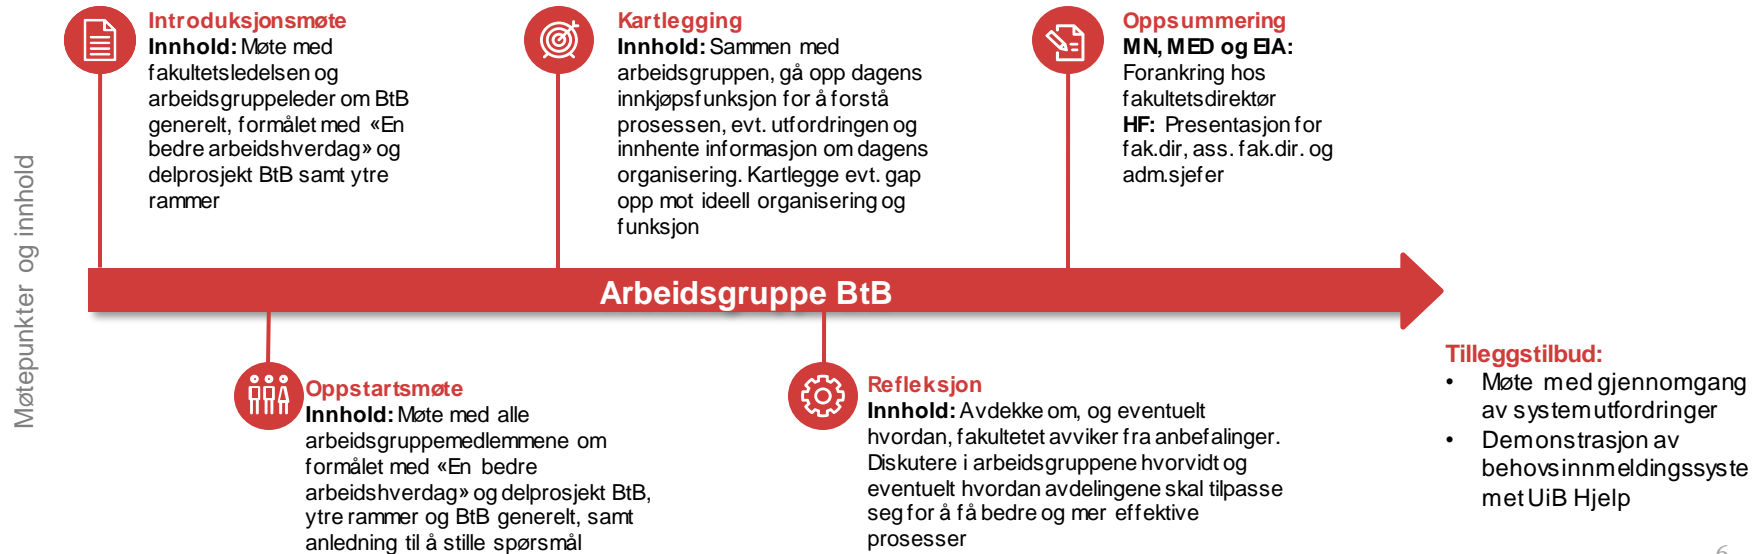 Møtepunkter og innhold
Introduksjonsmøte
Innhold: Møte med
fakultetsledelsen og
arbeidsgruppeleder om BtB
generelt, formålet med «En
bedre arbeidshverdag» og
delprosjekt BtB samt ytre
rammer
Kartlegging
Innhold: Sammen med
arbeidsgruppen, gå opp dagens
innkjøpsfunksjon for å forstå
prosessen, evt. utfordringen og
innhente informasjon om dagens
organisering. Kartlegge evt. gap
opp mot ideell organisering og
funksjon
Oppsummering
MN, MED og EIA:
Forankring hos
fakultetsdirektør
HF: Presentasjon for
fak.dir, ass. fak.dir. og
adm.sjefer
Arbeidsgruppe BtB
Oppstartsmøte
Innhold: Møte med alle
arbeidsgruppemedlemmene om
formålet med «En bedre
arbeidshverdag» og delprosjekt BtB,
ytre rammer og BtB generelt, samt
anledning til å stille spørsmål
Refleksjon
Innhold: Avdekke om, og eventuelt
hvordan, fakultetet avviker fra anbefalinger.
Diskutere i arbeidsgruppene hvorvidt og
eventuelt hvordan avdelingene skal tilpasse
seg for å få bedre og mer effektive
prosesser
Tilleggstilbud:
• Møte med gjennomgang
av systemutfordringer
• Demonstrasjon av
behovsinnmeldingssyste
met UiB Hjelp
6